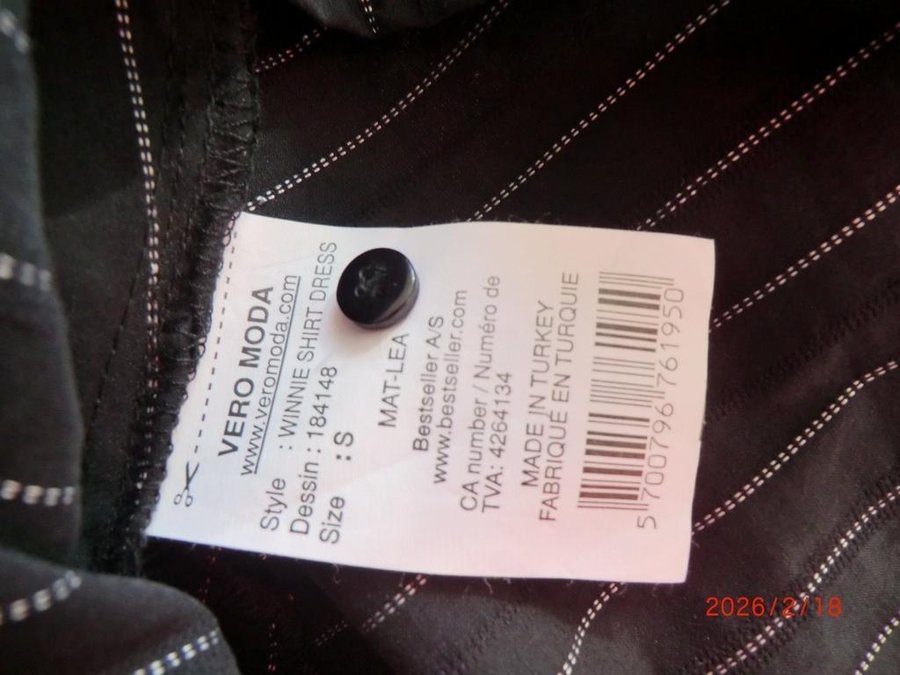 VERO MODA
www.veromoda.com
Style : WINNIE SHIRT DRESS
Dessin : 184148
Size : S
MAT-LEA
Bestseller A/S
www.bestseller.com
CA number / Numéro de
TVA: 4264134
MADE IN TURKEY
FABRIQUÉ EN TURQUIE
5 700796 761950
2026/2/18